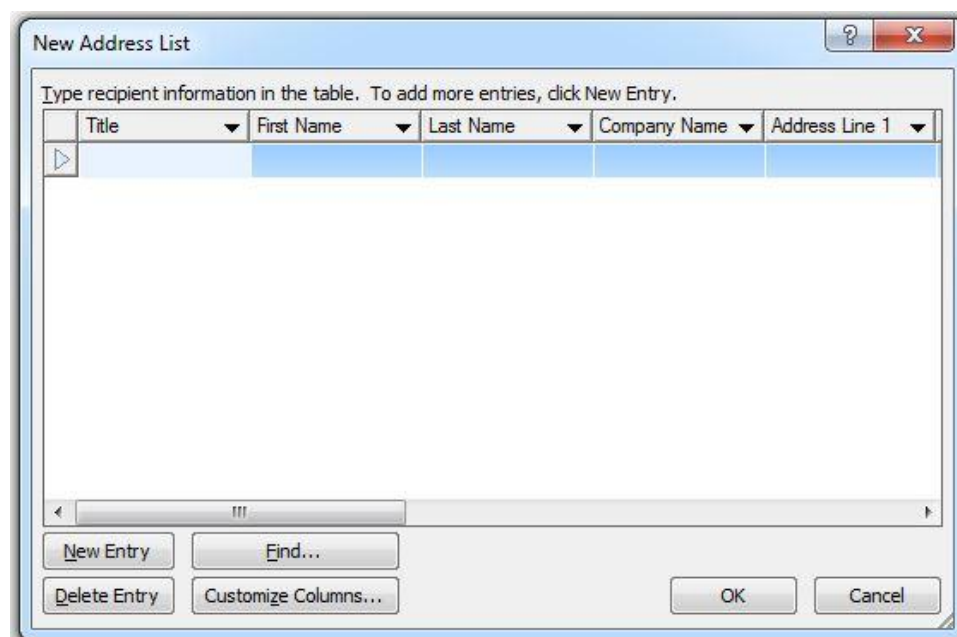 New Address List
Type recipient information in the table. To add more entries, click New Entry.
Title First Name Last Name Company Name Address Line 1
New Entry Find...
Delete Entry Customize Columns... OK Cancel